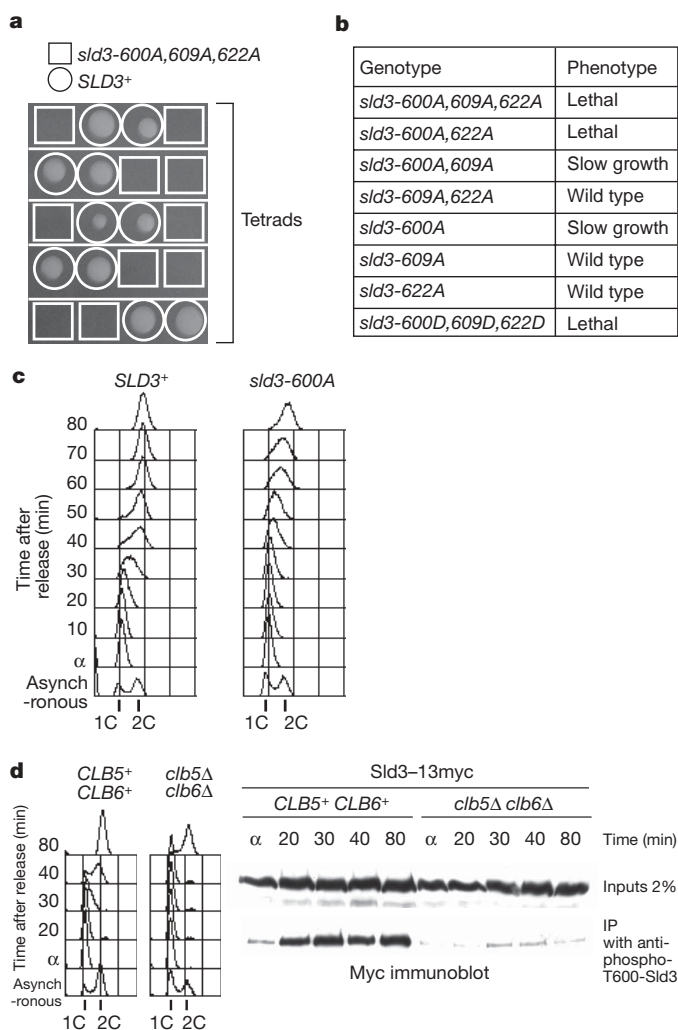 a
sld3-600A,609A,622A
SLD3+
Tetrads
b
Genotype Phenotype
sld3-600A,609A,622A Lethal
sld3-600A,622A Lethal
sld3-600A,609A Slow growth
sld3-609A,622A Wild type
sld3-600A Slow growth
sld3-609A Wild type
sld3-622A Wild type
sld3-600D,609D,622D Lethal
c
SLD3+ sld3-600A
Time after release (min)
80
70
60
50
40
30
20
10
α
Asynch
-ronous
1C 2C 1C 2C
d
CLB5+ clb5Δ
CLB6+ clb6Δ
Time after release (min)
80
40
30
20
α
Asynch
-ronous
1C 2C 1C 2C
Sld3–13myc
CLB5+ CLB6+ clb5Δ clb6Δ
α 20 30 40 80 α 20 30 40 80 Time (min)
Inputs 2%
IP
with anti-
phospho-
T600-Sld3
Myc immunoblot